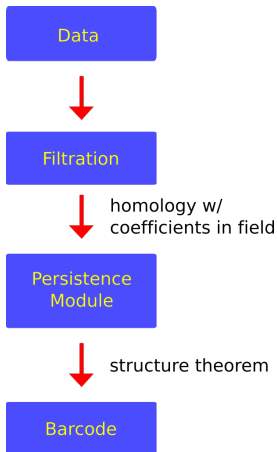 Data
Filtration
homology w/
coefficients in field
Persistence
Module
structure theorem
Barcode